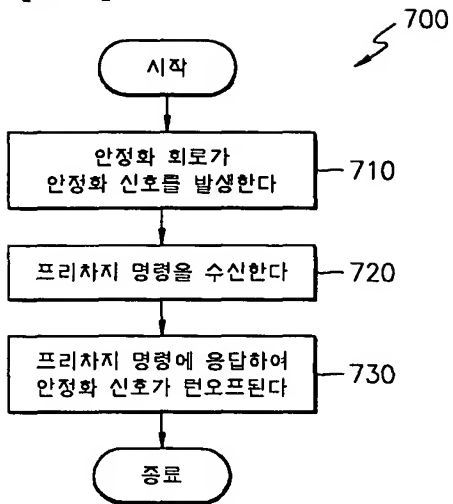 700
시작
안정화 회로가
안정화 신호를 발생한다
710
프리차지 명령을 수신한다
720
프리차지 명령에 응답하여
안정화 신호가 턴오프된다
730
종료